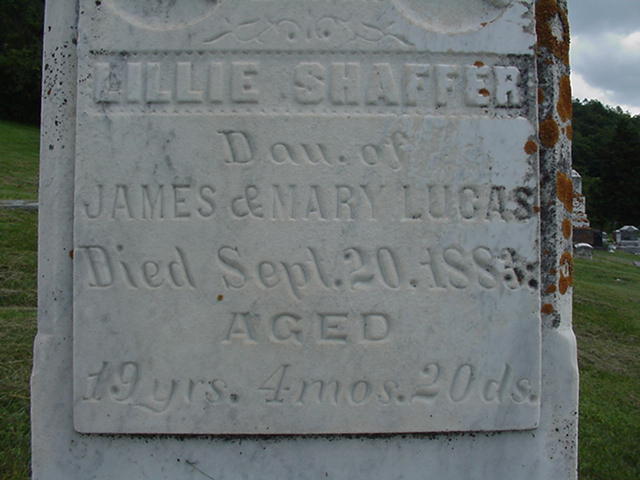 LILLIE SHAFFER
Dau. of
JAMES & MARY LUCAS
Died Sept. 20. 1883.
AGED
19 yrs. 4 mos. 20 ds.